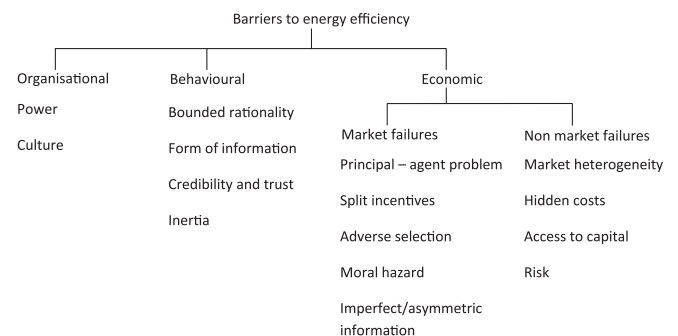 Barriers to energy efficiency
Organisational
Power
Culture
Behavioural
Bounded rationality
Form of information
Credibility and trust
Inertia
Economic
Market failures
Principal – agent problem
Split incentives
Adverse selection
Moral hazard
Imperfect/asymmetric
information
Non market failures
Market heterogeneity
Hidden costs
Access to capital
Risk